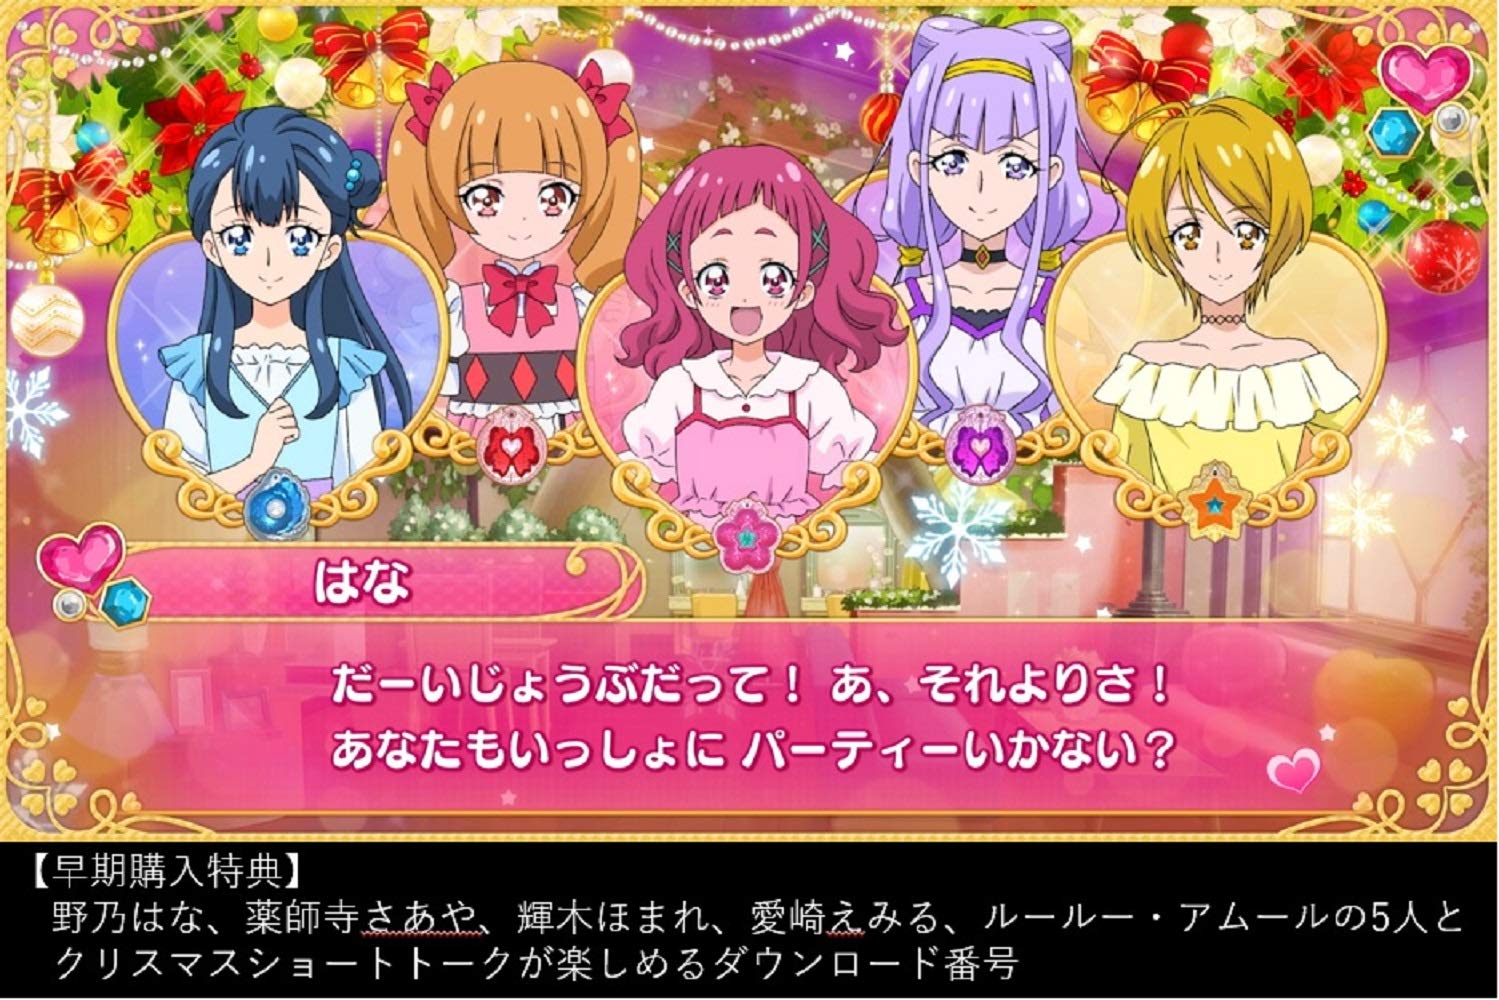 はな
だーいじょうぶだって！ あ、それよりさ！
あなたもいっしょに パーティーいかない？
【早期購入特典】
野乃はな、薬師寺さあや、輝木ほまれ、愛崎えみる、ルールー・アムールの5人と
クリスマスショートトークが楽しめるダウンロード番号